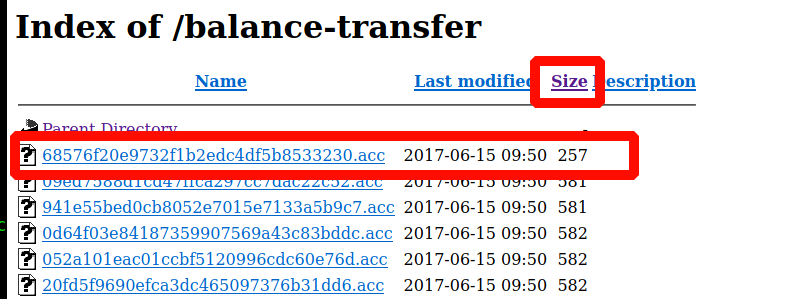 Index of /balance-transfer
Name Last modified Size Description
Parent Directory -
68576f20e9732f1b2edc4df5b8533230.acc 2017-06-15 09:50 257
09ed7588d1cd47ffca297cc7dac22c52.acc 2017-06-15 09:50 581
941e55bed0cb8052e7015e7133a5b9c7.acc 2017-06-15 09:50 581
0d64f03e84187359907569a43c83bddc.acc 2017-06-15 09:50 582
052a101eac01ccbf5120996cdc60e76d.acc 2017-06-15 09:50 582
20fd5f9690efca3dc465097376b31dd6.acc 2017-06-15 09:50 582